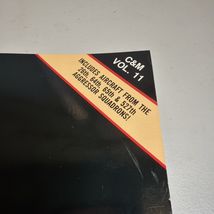 C&M
VOL. 11
INCLUDES AIRCRAFT FROM THE
26th, 64th, 65th & 527th
AGGRESSOR SQUADRONS!